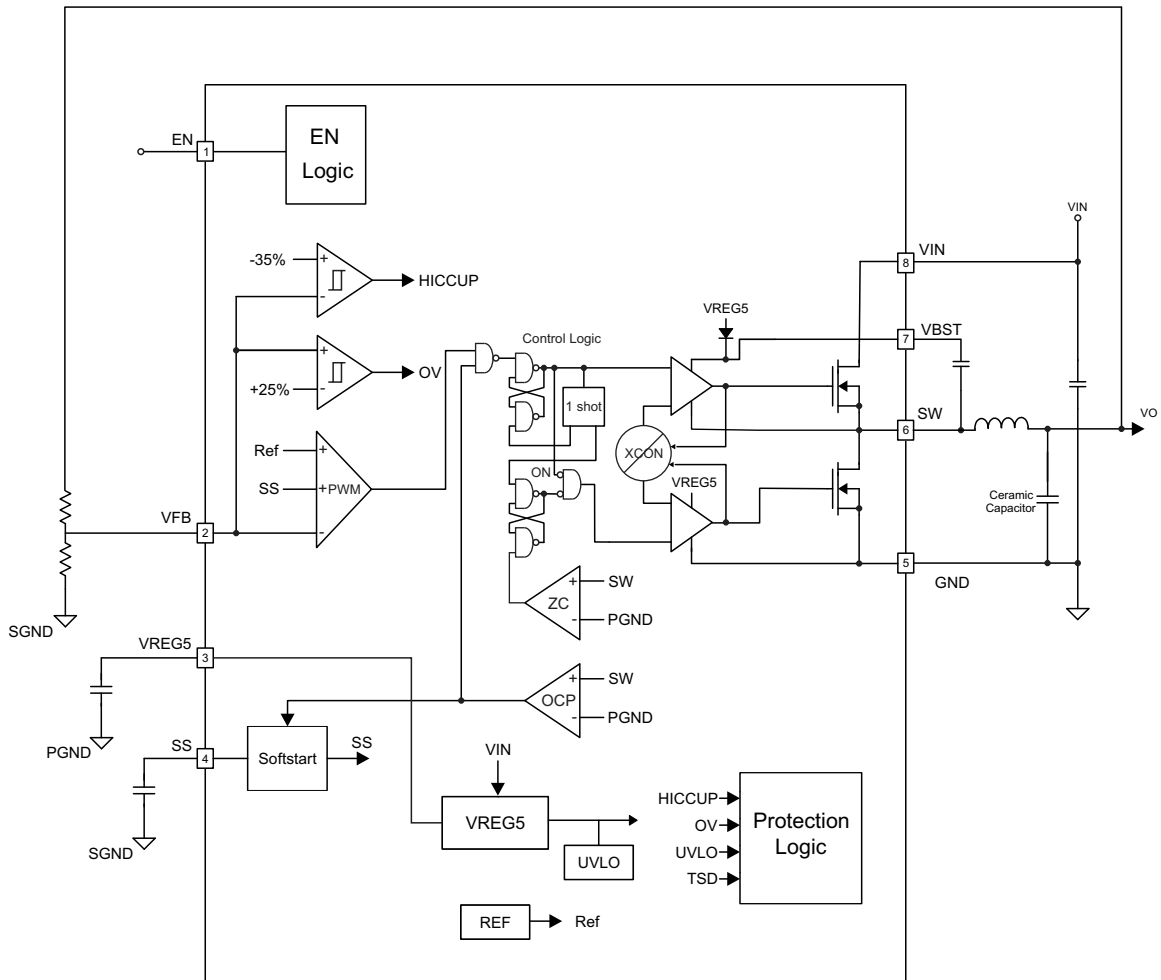 EN
1
EN
Logic
VIN
-35%
+
-
HICCUP
VIN
8
VREG5
VBST
7
Control Logic
+
+25%
-
OV
1 shot
SW
6
VO
Ref
+
SS
+PWM
-
XCON
ON
VREG5
Ceramic
Capacitor
VFB
2
5
GND
+
SW
ZC
-
PGND
SGND
VREG5
3
+
SW
OCP
-
PGND
PGND
SS
4
Softstart
SS
VIN
SGND
VREG5
UVLO
HICCUP
OV
UVLO
TSD
Protection
Logic
REF
Ref